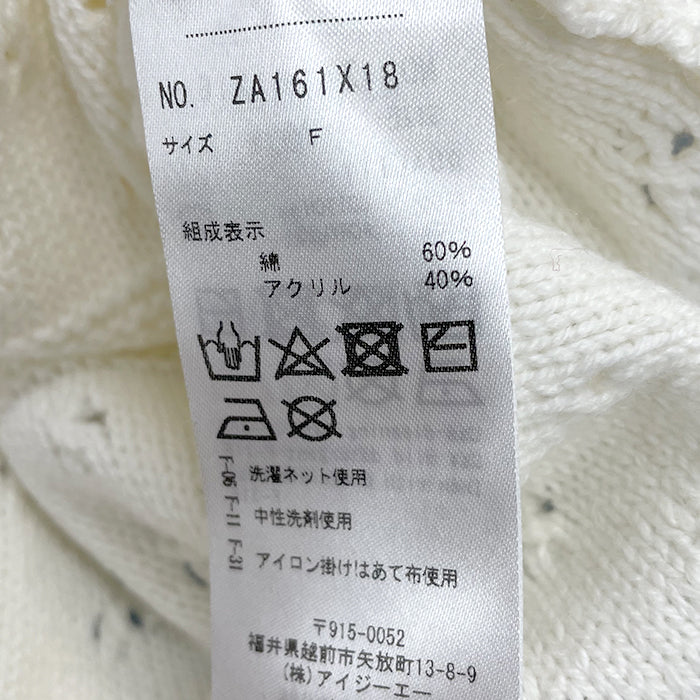 NO. ZA161X18
サイズ F
組成表示
綿 60%
アクリル 40%
F-06 洗濯ネット使用
F-11 中性洗剤使用
F-31 アイロン掛けはあて布使用
〒915-0052
福井県越前市矢放町13-8-9
(株)アイジーエー